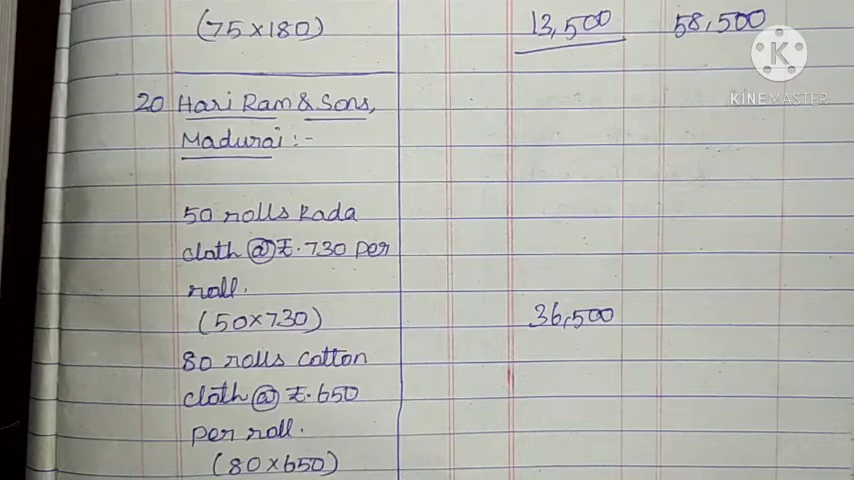 (75×180) 13,500 58,500
KINEMASTER
20 Hari Ram & Sons,
Madurai :-
50 rolls kada
cloth @ ₹.730 per
roll.
(50×730) 36,500
80 rolls cotton
cloth @ ₹.650
per roll.
(80×650)